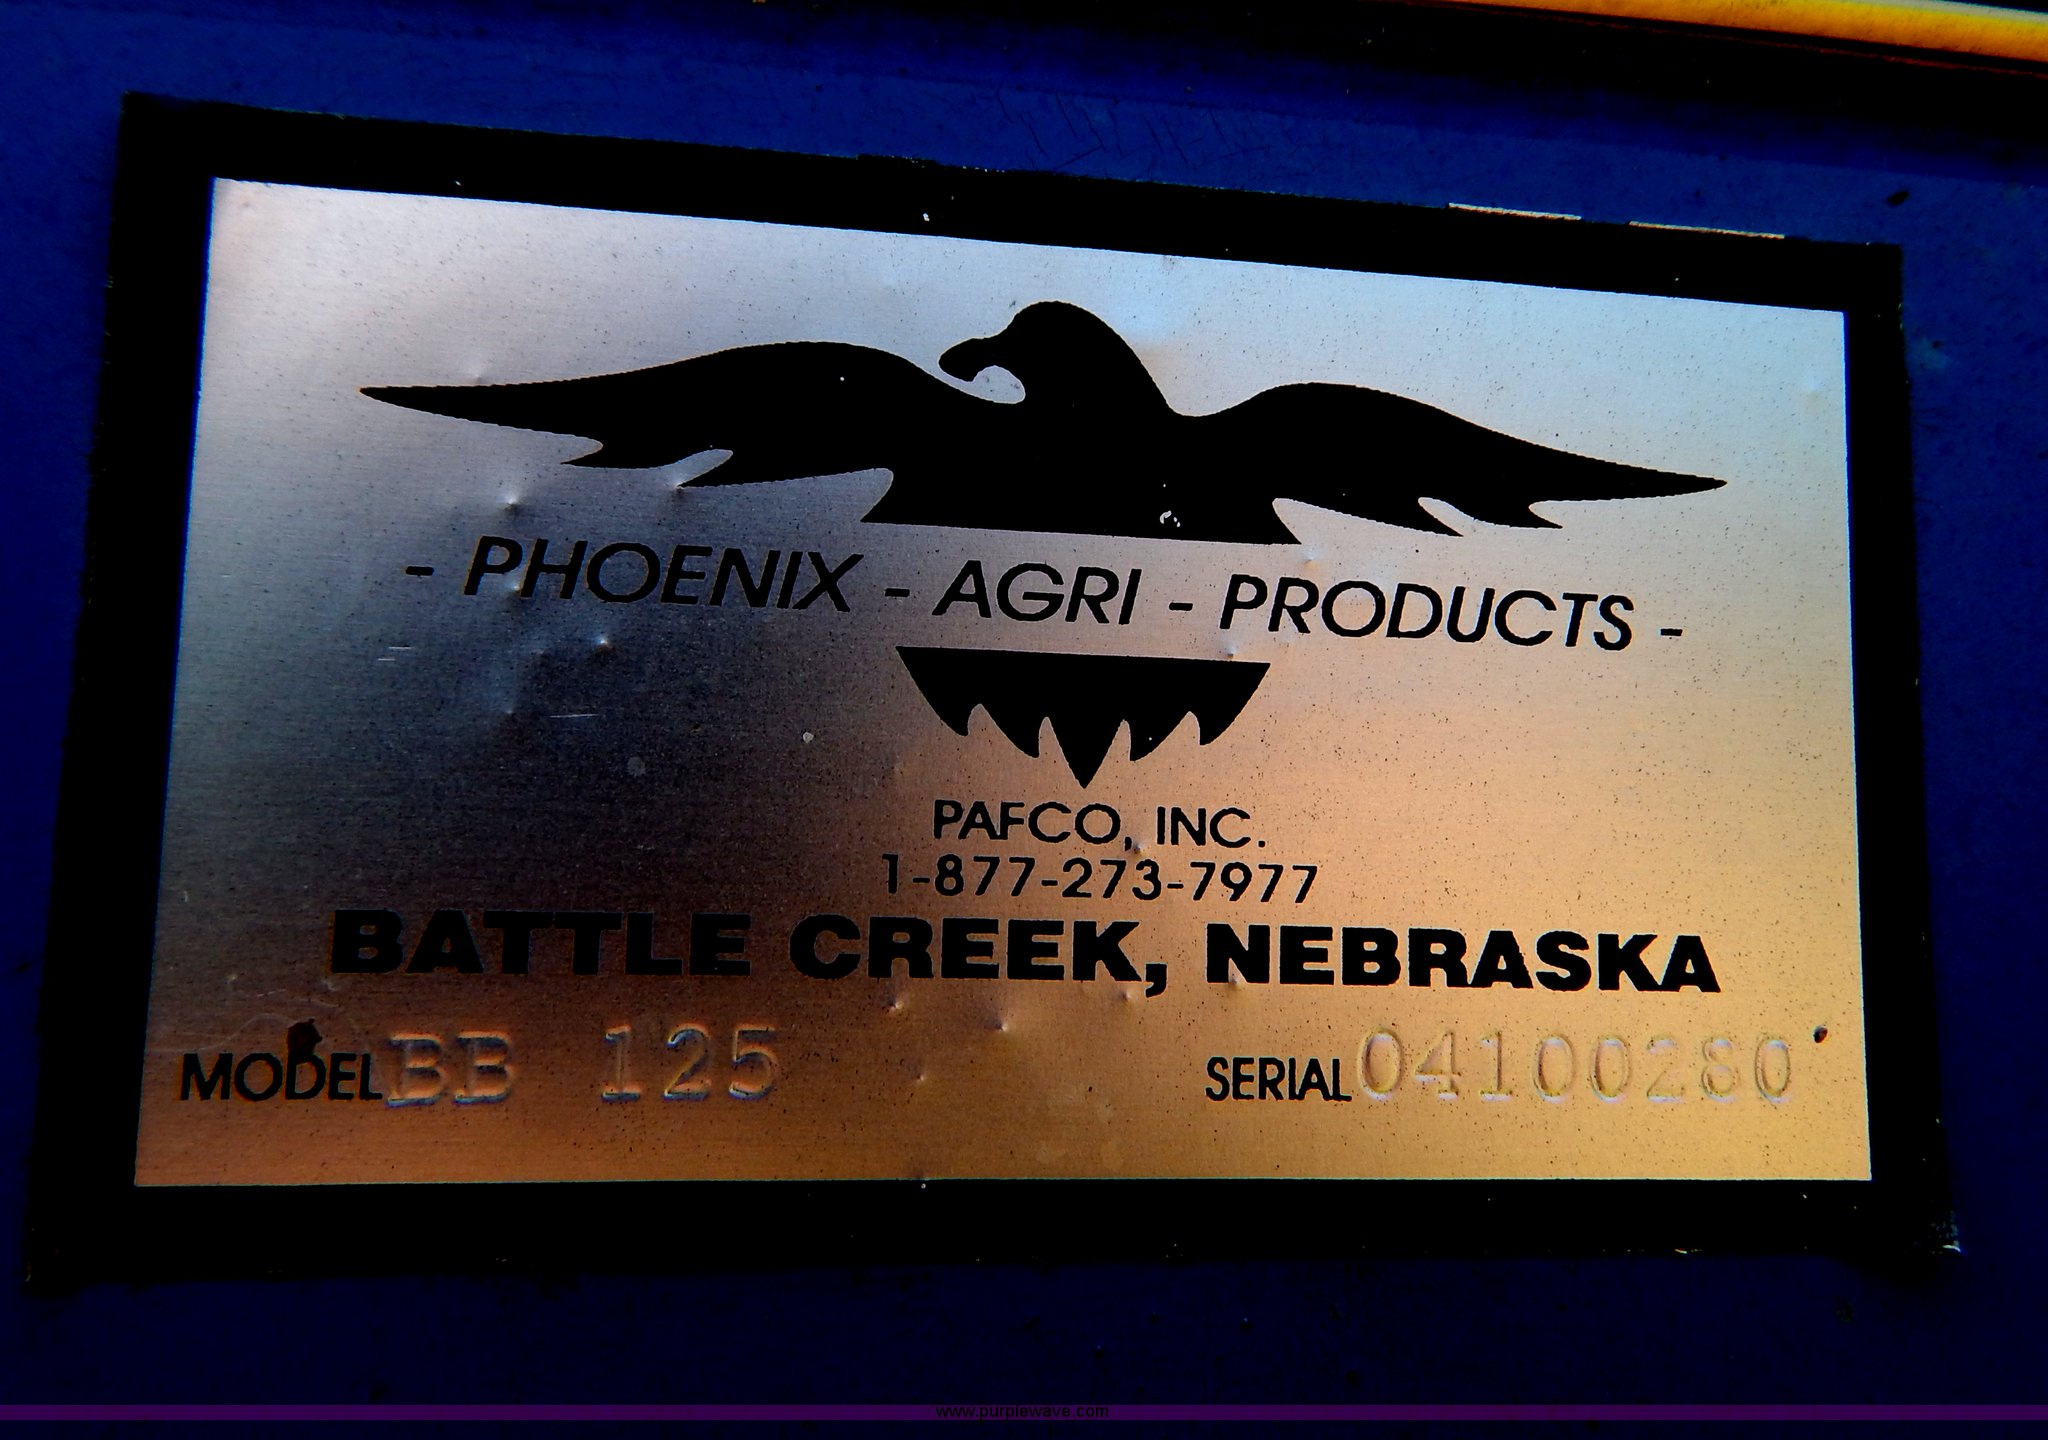 - PHOENIX - AGRI - PRODUCTS -
PAFCO, INC.
1-877-273-7977
BATTLE CREEK, NEBRASKA
MODEL BB 125 SERIAL 04100280
www.purplewave.com